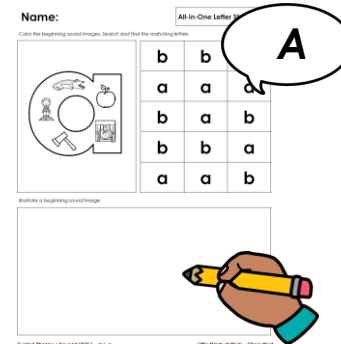 Name:
All-in-One Letter
A
Color the beginning sound images. Search and find the matching letters.
b b
a a
b a b
b b a
a a b
Illustrate a beginning sound image.